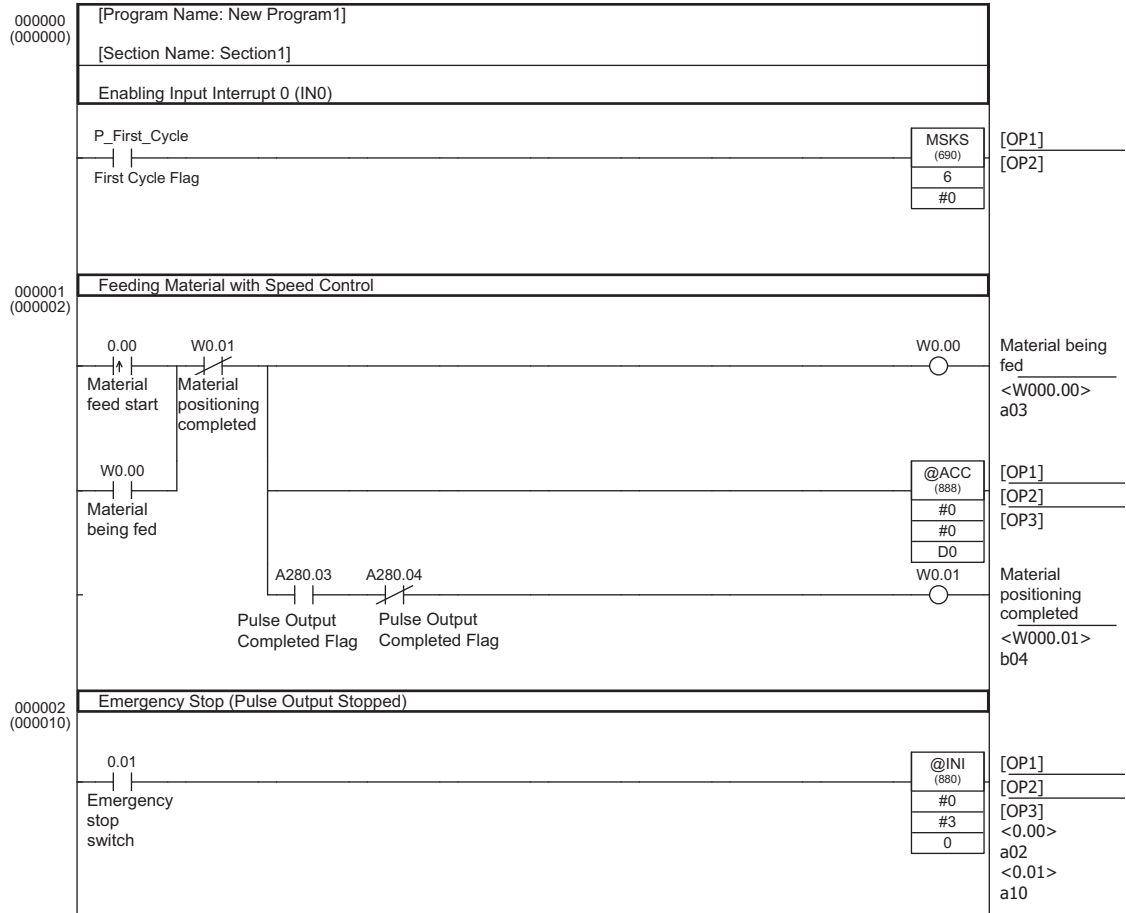 000000
(000000)
[Program Name: New Program1]
[Section Name: Section1]
Enabling Input Interrupt 0 (IN0)
P_First_Cycle
First Cycle Flag
MSKS
(690)
6
#0
[OP1]
[OP2]
000001
(000002)
Feeding Material with Speed Control
0.00
Material
feed start
W0.01
Material
positioning
completed
W0.00
Material being
fed
<W000.00>
a03
W0.00
Material
being fed
@ACC
(888)
#0
#0
D0
[OP1]
[OP2]
[OP3]
A280.03
Pulse Output
Completed Flag
A280.04
Pulse Output
Completed Flag
W0.01
Material
positioning
completed
<W000.01>
b04
000002
(000010)
Emergency Stop (Pulse Output Stopped)
0.01
Emergency
stop
switch
@INI
(880)
#0
#3
0
[OP1]
[OP2]
[OP3]
<0.00>
a02
<0.01>
a10